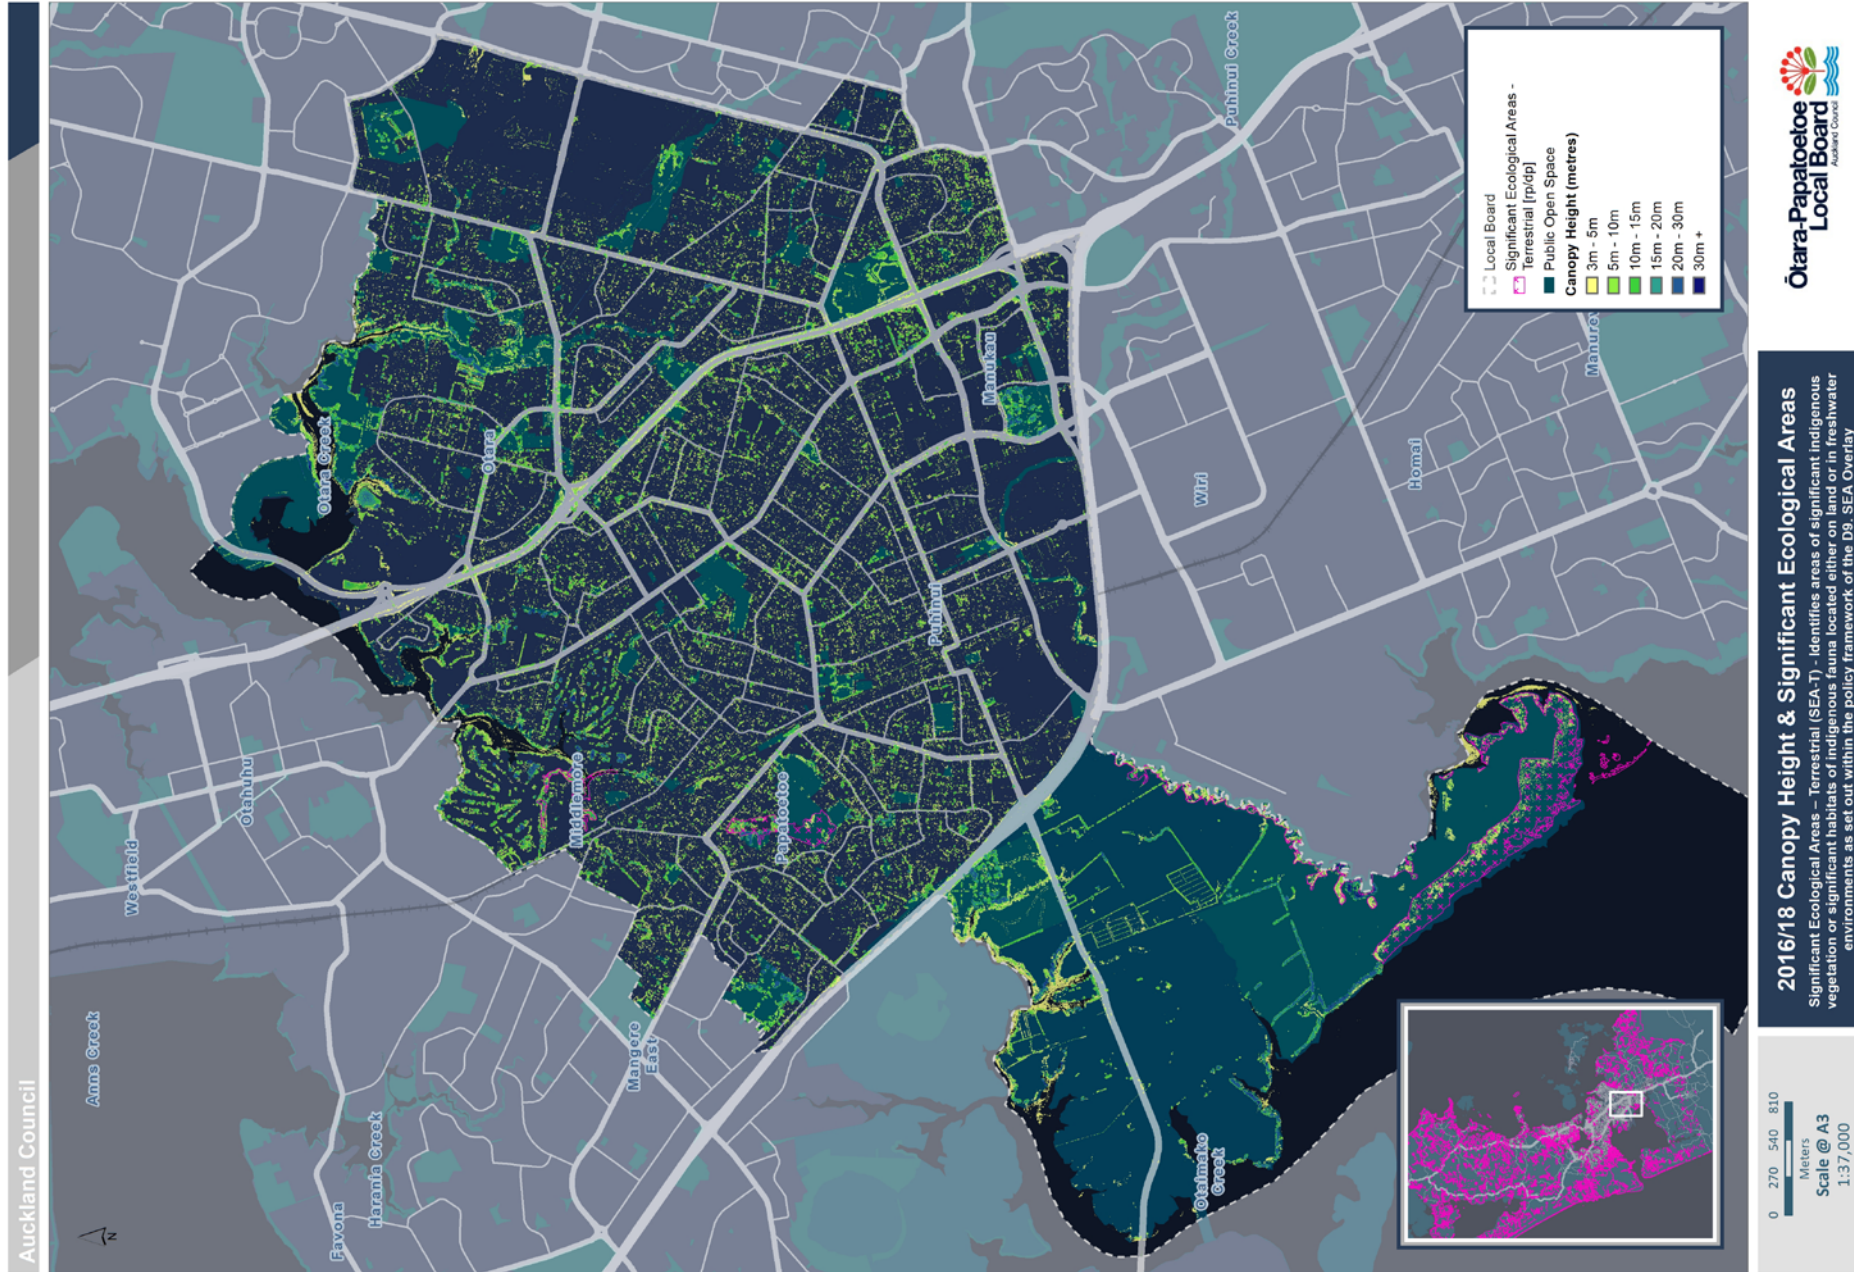 Auckland Council
Anns Creek
Favona
Harania Creek
Westfield
Otahuhu
Mangere
East
Middlemore
Papatoetoe
Otara Creek
Otara
Puhinui
Manukau
Puhinui Creek
Wiri
Homai
Otaimako
Creek
N
Local Board
Significant Ecological Areas -
Terrestrial [rp/dp]
Public Open Space
Canopy Height (metres)
3m - 5m
5m - 10m
10m - 15m
15m - 20m
20m - 30m
30m +
0 270 540 810
Meters
Scale @ A3
1:37,000
2016/18 Canopy Height & Significant Ecological Areas
Significant Ecological Areas – Terrestrial (SEA-T) - Identifies areas of significant indigenous
vegetation or significant habitats of indigenous fauna located either on land or in freshwater
environments as set out within the policy framework of the D9. SEA Overlay
Ōtara-Papatoetoe
Local Board
Auckland Council